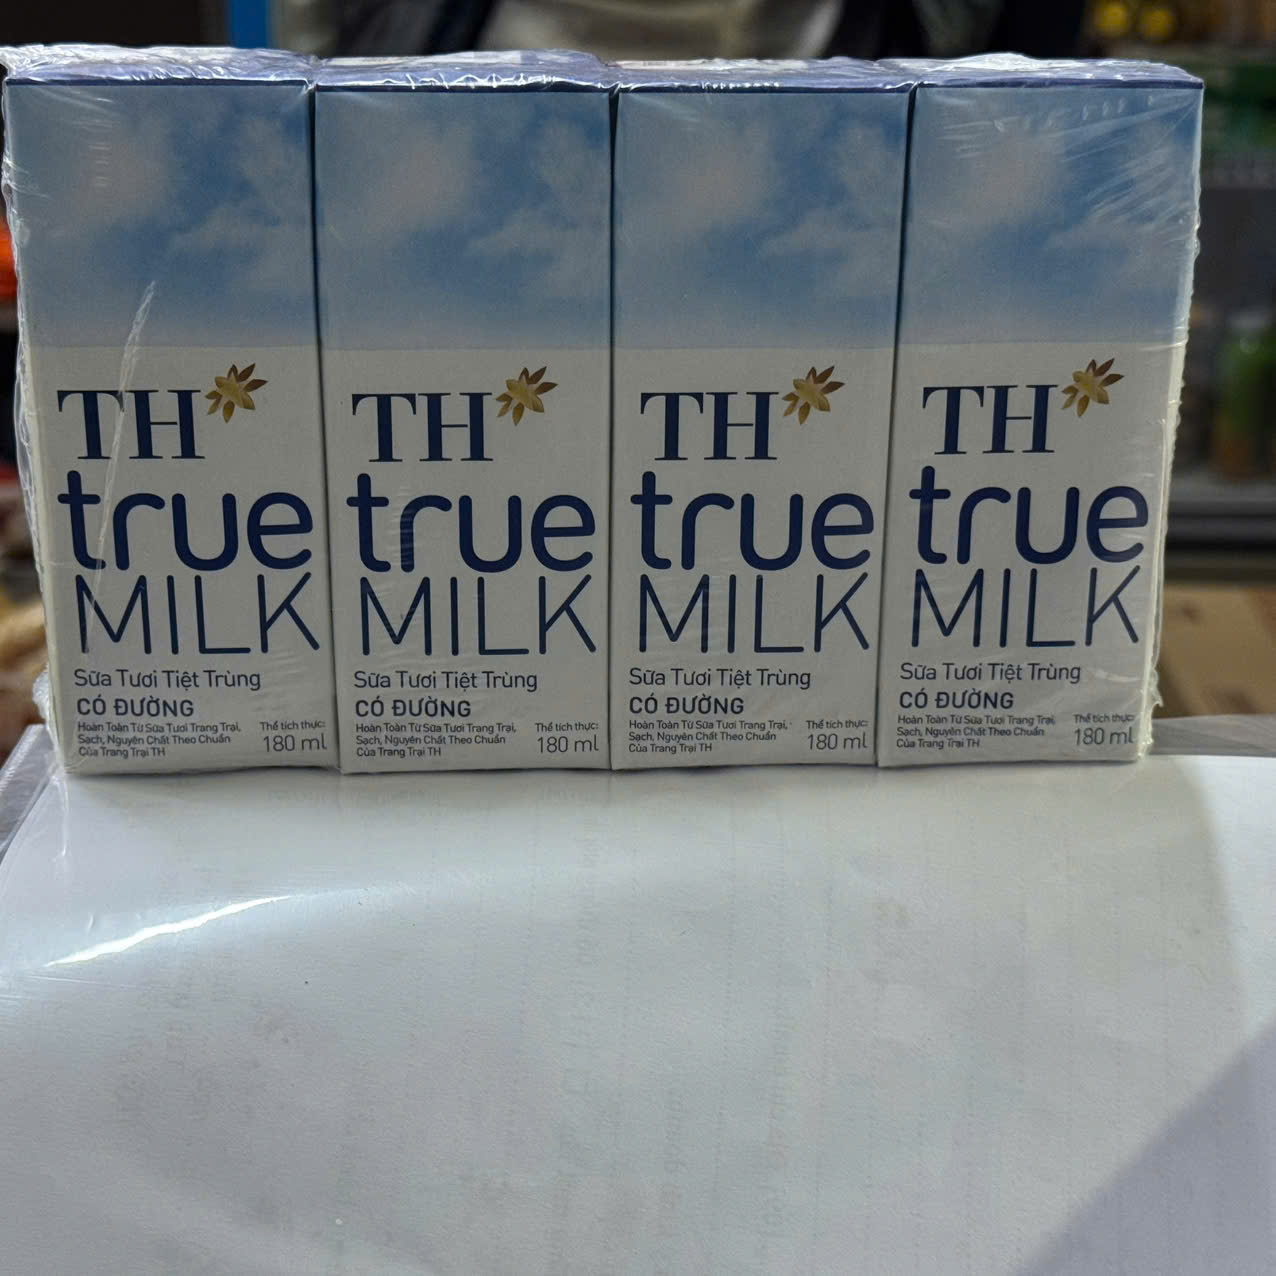 TH
true
MILK
Sữa Tươi Tiệt Trùng
CÓ ĐƯỜNG
Hoàn Toàn Từ Sữa Tươi Trang Trại,
Sạch, Nguyên Chất Theo Chuẩn
Của Trang Trại TH
Thể tích thực:
180 ml
TH
true
MILK
Sữa Tươi Tiệt Trùng
CÓ ĐƯỜNG
Hoàn Toàn Từ Sữa Tươi Trang Trại,
Sạch, Nguyên Chất Theo Chuẩn
Của Trang Trại TH
Thể tích thực:
180 ml
TH
true
MILK
Sữa Tươi Tiệt Trùng
CÓ ĐƯỜNG
Hoàn Toàn Từ Sữa Tươi Trang Trại,
Sạch, Nguyên Chất Theo Chuẩn
Của Trang Trại TH
Thể tích thực:
180 ml
TH
true
MILK
Sữa Tươi Tiệt Trùng
CÓ ĐƯỜNG
Hoàn Toàn Từ Sữa Tươi Trang Trại,
Sạch, Nguyên Chất Theo Chuẩn
Của Trang Trại TH
Thể tích thực:
180 ml